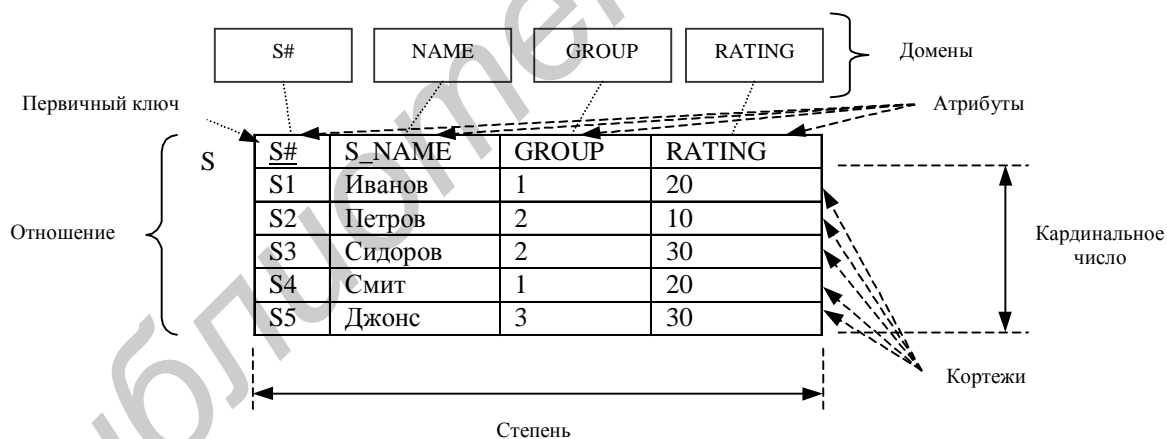 S# NAME GROUP RATING Домены
Первичный ключ Атрибуты
S
S# S_NAME GROUP RATING
S1 Иванов 1 20
S2 Петров 2 10
S3 Сидоров 2 30
S4 Смит 1 20
S5 Джонс 3 30
Отношение
Кардинальное
число
Кортежи
Степень